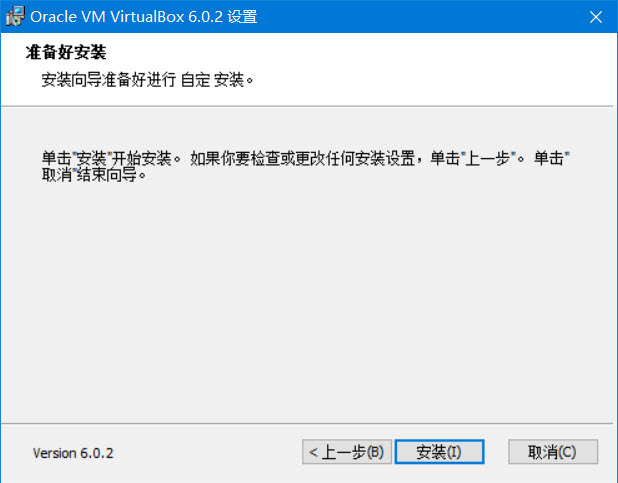 Oracle VM VirtualBox 6.0.2 设置
准备好安装
安装向导准备好进行 自定 安装。
单击"安装"开始安装。 如果你要检查或更改任何安装设置，单击"上一步"。 单击"
取消"结束向导。
Version 6.0.2
< 上一步(B)
安装(I)
取消(C)